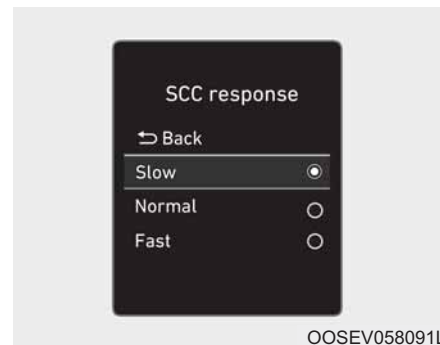 SCC response
Back
Slow
Normal
Fast
OOSEV058091L